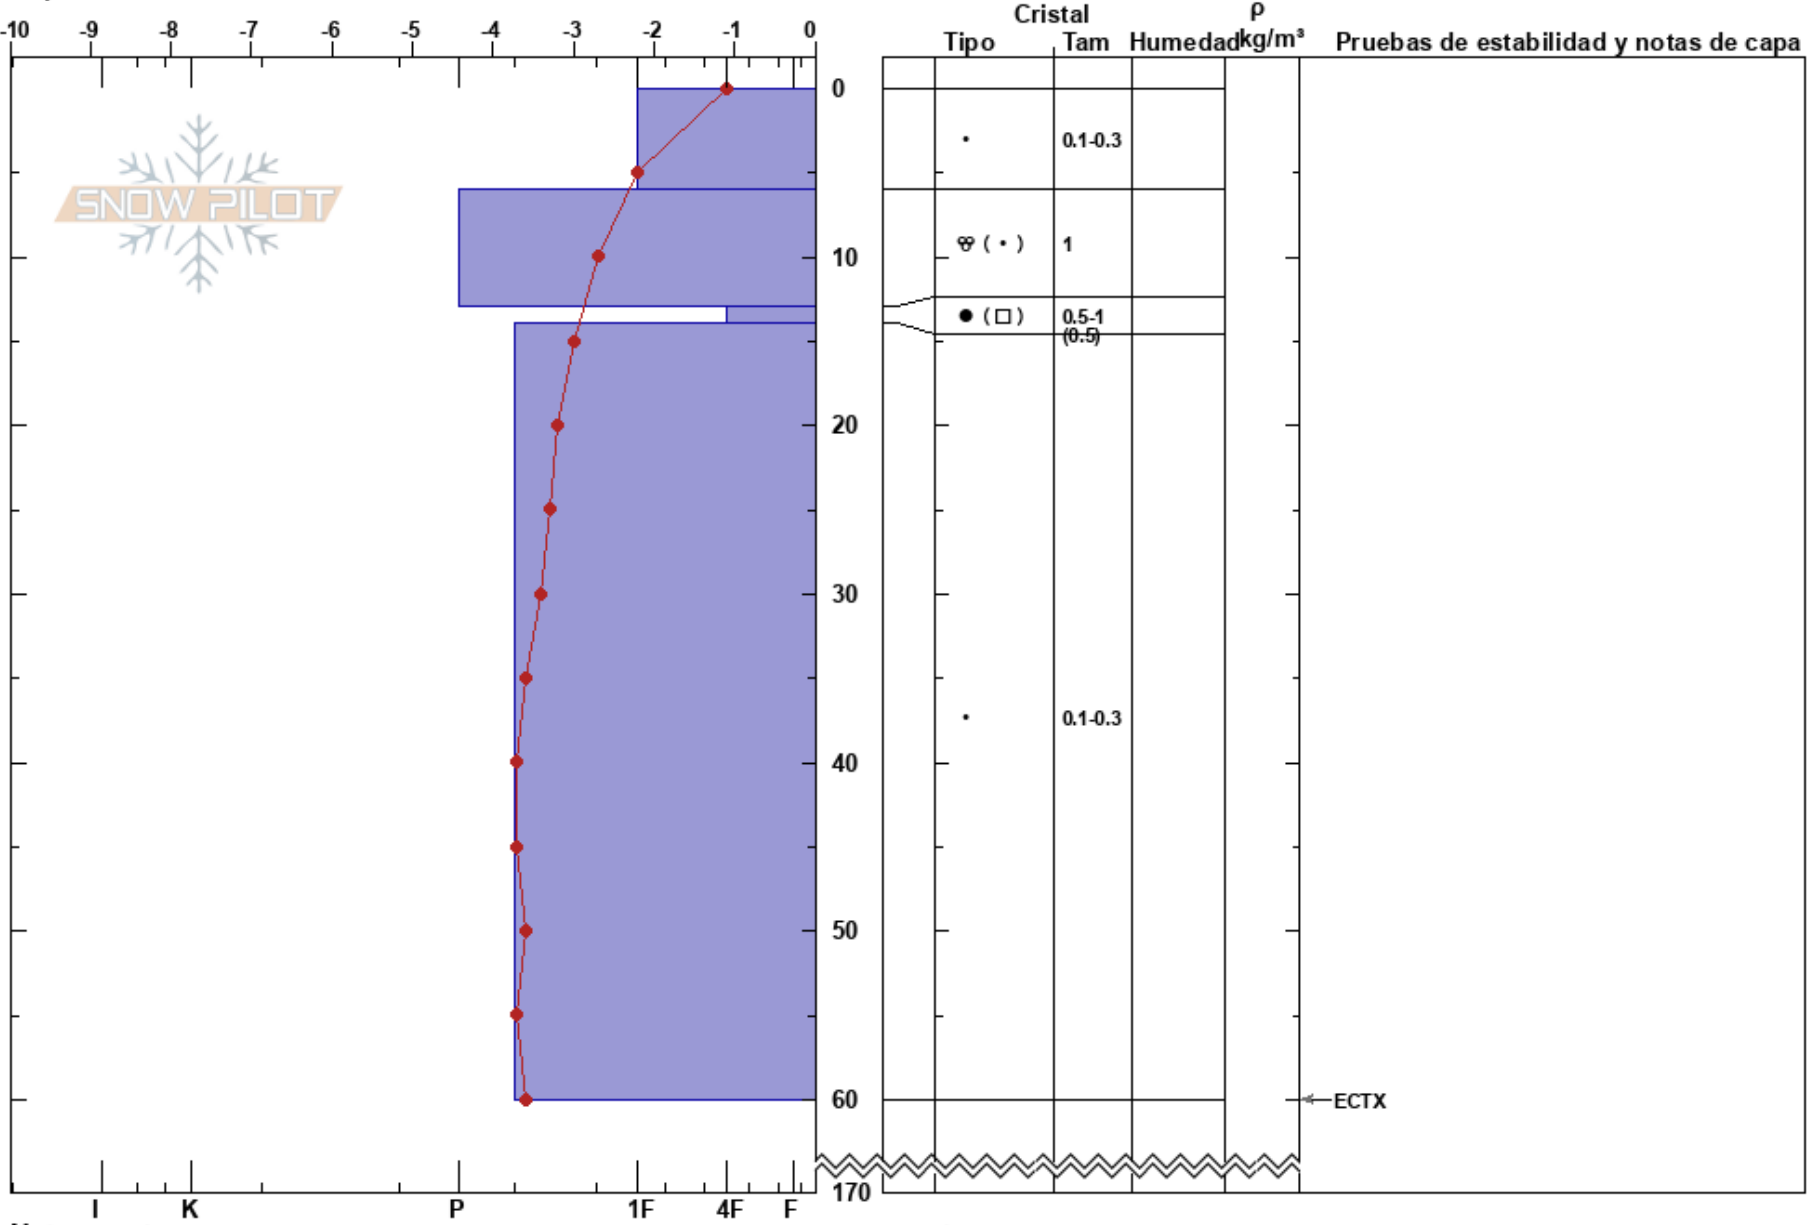 Cristal ρ
-10 -9 -8 -7 -6 -5 -4 -3 -2 -1 0
Tipo Tam Humedad kg/m³ Pruebas de estabilidad y notas de capa
0
0.1-0.3
SNOW PILOT
( • ) 1
10
( ) 0.5-1
(0.5)
20
30
0.1-0.3
40
50
60 ECTX
170
I K P 1F 4F F